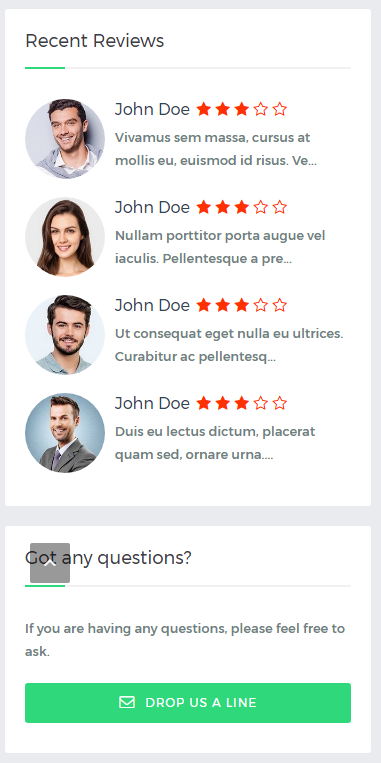 Recent Reviews
John Doe
Vivamus sem massa, cursus at
mollis eu, euismod id risus. Ve...
John Doe
Nullam porttitor porta augue vel
iaculis. Pellentesque a pre...
John Doe
Ut consequat eget nulla eu ultrices.
Curabitur ac pellentesq...
John Doe
Duis eu lectus dictum, placerat
quam sed, ornare urna....
Got any questions?
If you are having any questions, please feel free to
ask.
DROP US A LINE